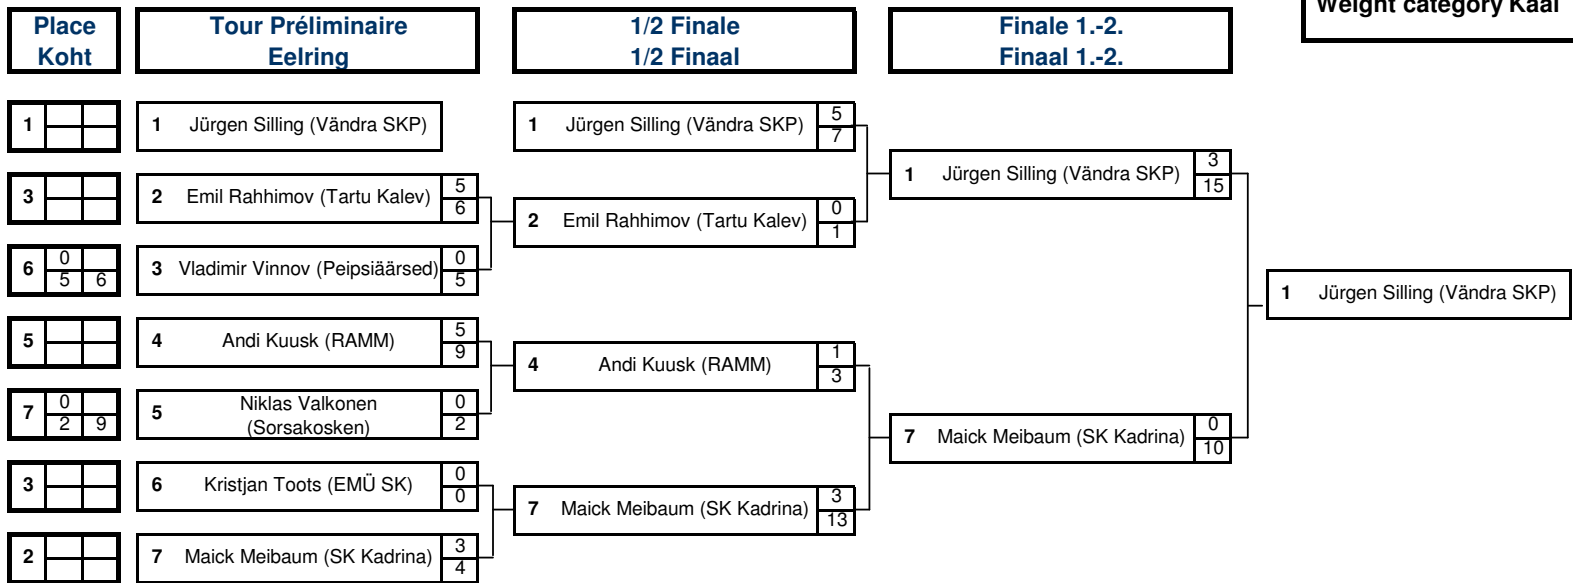 Weight category Kaal
Place
Koht
Tour Préliminaire
Eelring
1/2 Finale
1/2 Finaal
Finale 1.-2.
Finaal 1.-2.
1
1 Jürgen Silling (Vändra SKP)
1 Jürgen Silling (Vändra SKP) 5
7
1 Jürgen Silling (Vändra SKP) 3
15
3
2 Emil Rahhimov (Tartu Kalev) 5
6
2 Emil Rahhimov (Tartu Kalev) 0
1
6 0
5 6
3 Vladimir Vinnov (Peipsiäärsed) 0
5
1 Jürgen Silling (Vändra SKP)
5
4 Andi Kuusk (RAMM) 5
9
4 Andi Kuusk (RAMM) 1
3
7 0
2 9
5 Niklas Valkonen
(Sorsakosken) 0
2
7 Maick Meibaum (SK Kadrina) 0
10
3
6 Kristjan Toots (EMÜ SK) 0
0
7 Maick Meibaum (SK Kadrina) 3
13
2
7 Maick Meibaum (SK Kadrina) 3
4